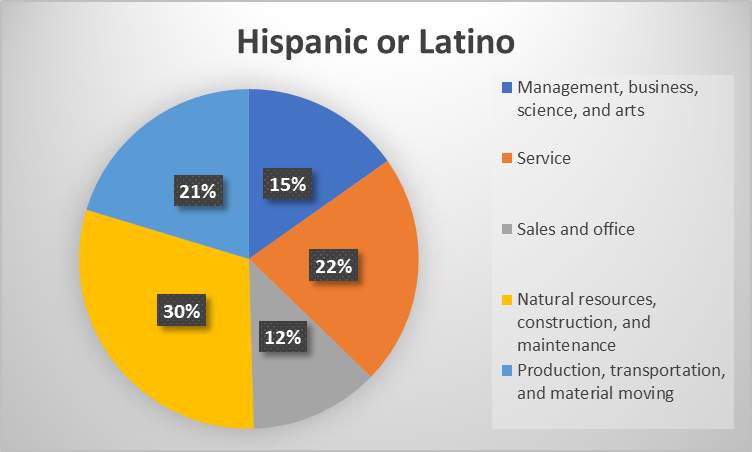 Hispanic or Latino
21%
15%
22%
30%
12%
Management, business,
science, and arts
Service
Sales and office
Natural resources,
construction, and
maintenance
Production, transportation,
and material moving